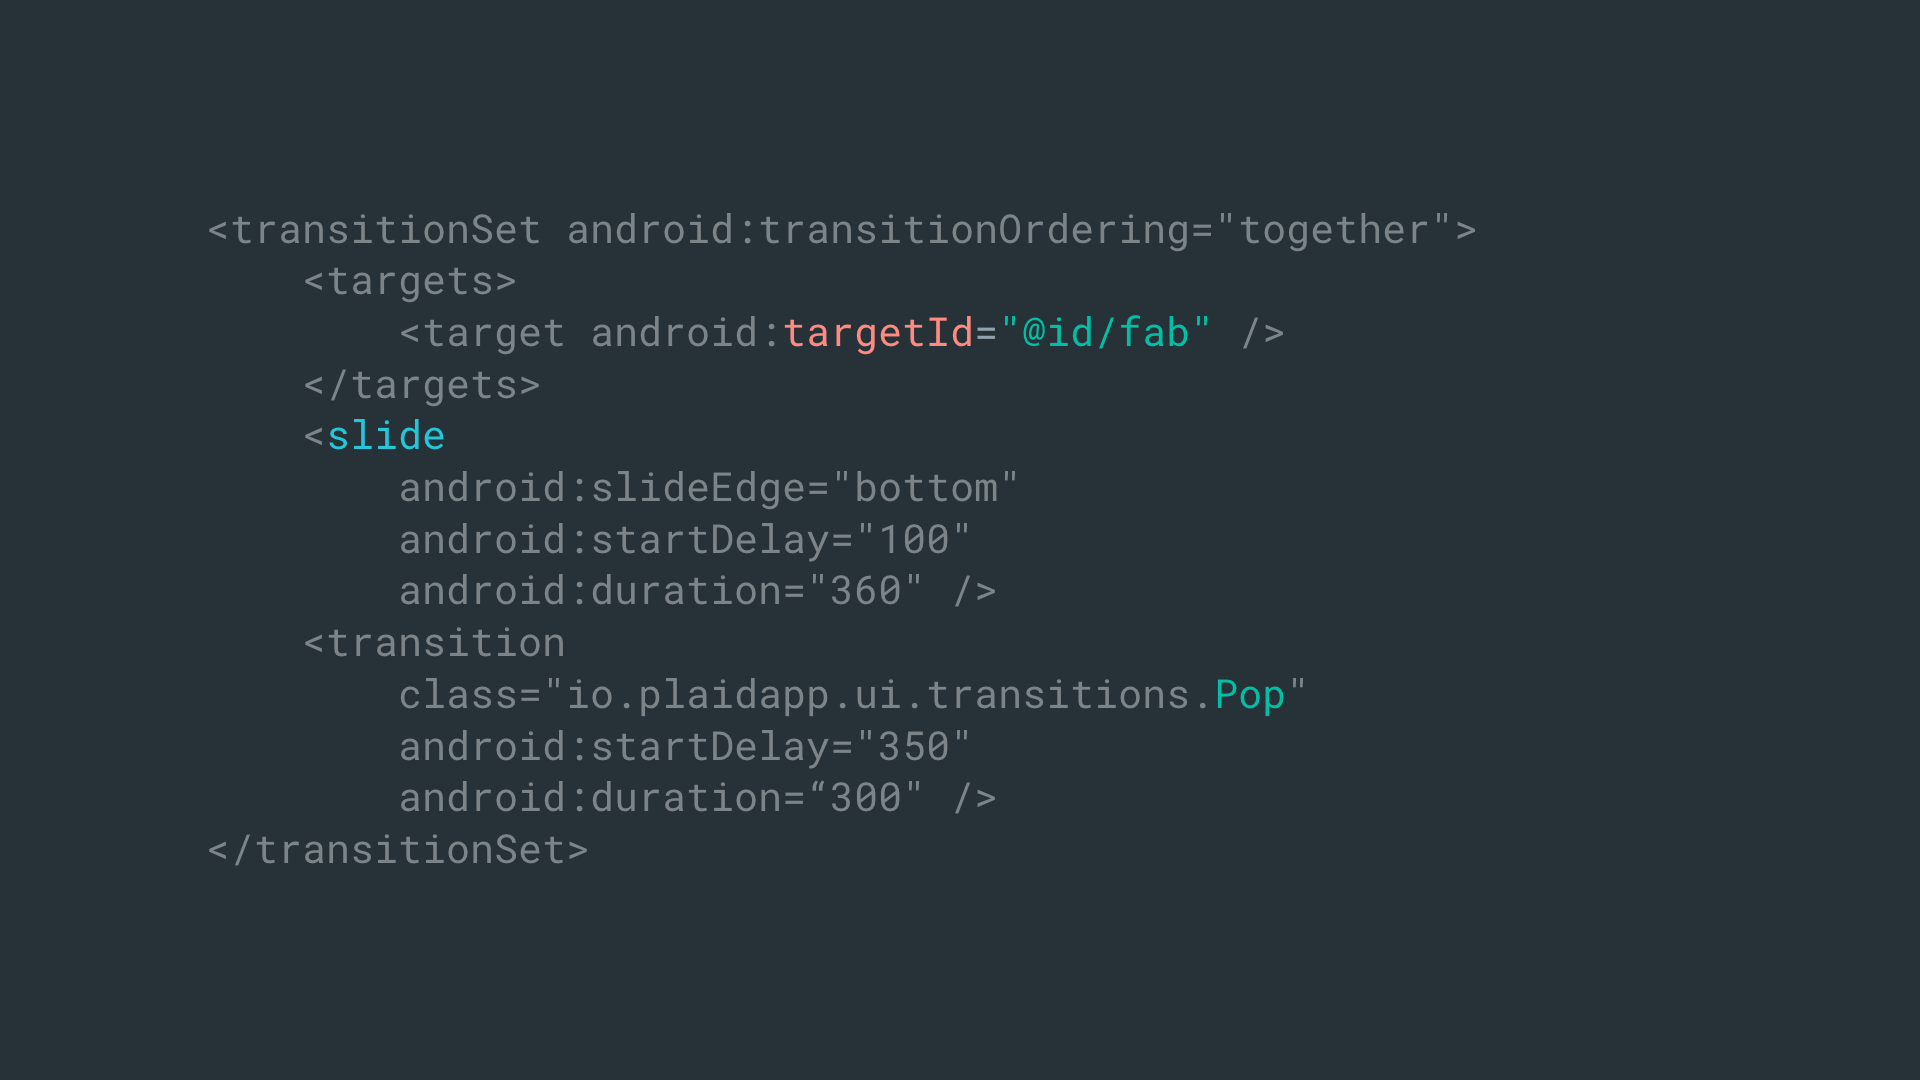 <transitionSet android:transitionOrdering="together">
    <targets>
        <target android:targetId="@id/fab" />
    </targets>
    <slide
        android:slideEdge="bottom"
        android:startDelay="100"
        android:duration="360" />
    <transition
        class="io.plaidapp.ui.transitions.Pop"
        android:startDelay="350"
        android:duration=“300" />
</transitionSet>